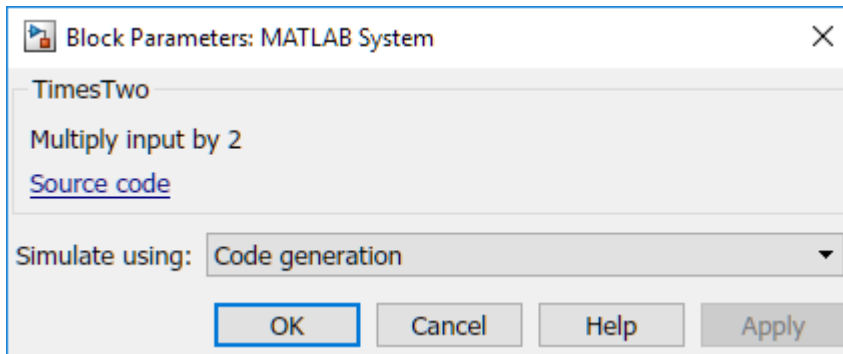 Block Parameters: MATLAB System
TimesTwo
Multiply input by 2
Source code
Simulate using: Code generation
OK Cancel Help Apply